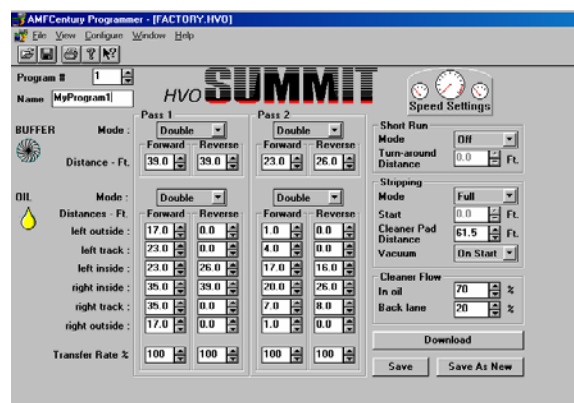 AMFCentury Programmer - [FACTORY.HVO]
File View Configure Window Help
Program # 1
Name MyProgram1
HVO SUMMIT
Speed Settings
Pass 1 Pass 2
BUFFER Mode : Double Double
Forward Reverse Forward Reverse
Distance - Ft. 39.0 39.0 23.0 26.0
OIL Mode : Double Double
Distances - Ft. Forward Reverse Forward Reverse
left outside : 17.0 0.0 1.0 0.0
left track : 23.0 0.0 4.0 0.0
left inside : 23.0 26.0 17.0 16.0
right inside : 35.0 39.0 20.0 26.0
right track : 35.0 0.0 7.0 8.0
right outside : 17.0 0.0 1.0 0.0
Transfer Rate % 100 100 100 100
Short Run
Mode Off
Turn-around Distance 0.0 Ft.
Stripping
Mode Full
Start 0.0 Ft.
Cleaner Pad Distance 61.5 Ft.
Vacuum On Start
Cleaner Flow
In oil 70 %
Back lane 20 %
Download
Save Save As New